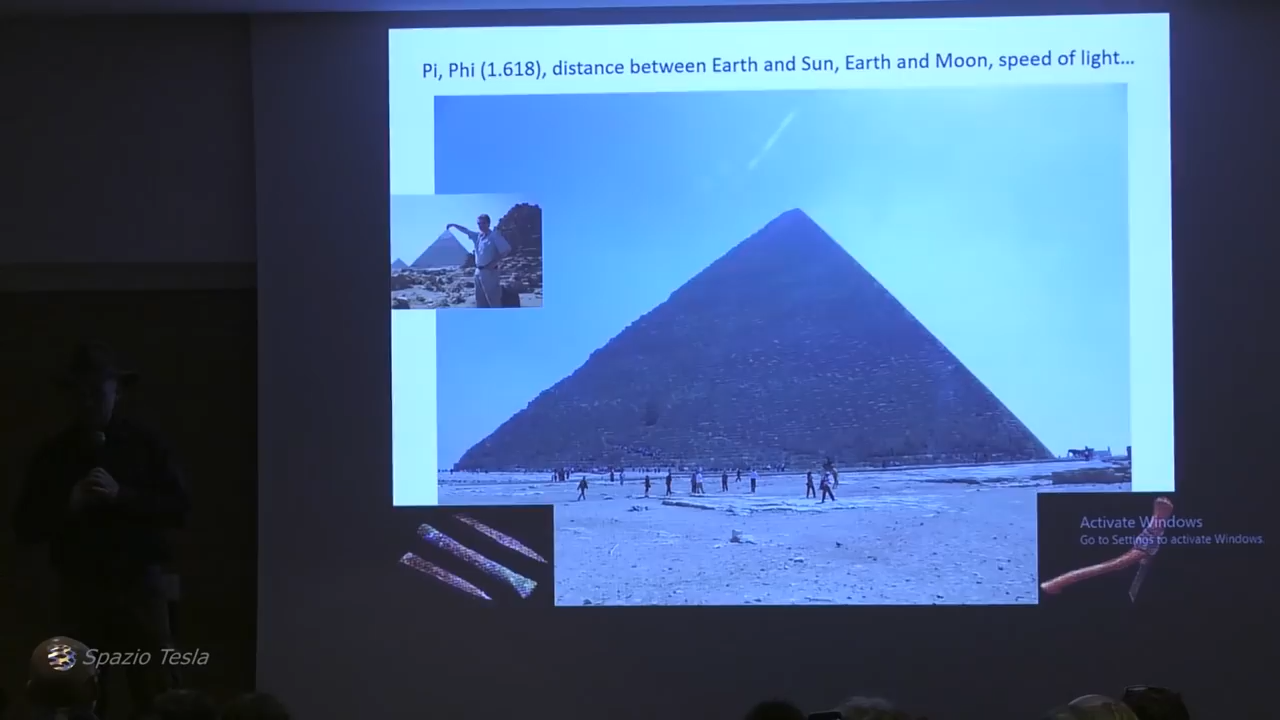 Pi, Phi (1.618), distance between Earth and Sun, Earth and Moon, speed of light...
Activate Windows
Go to Settings to activate Windows.
Spazio Tesla